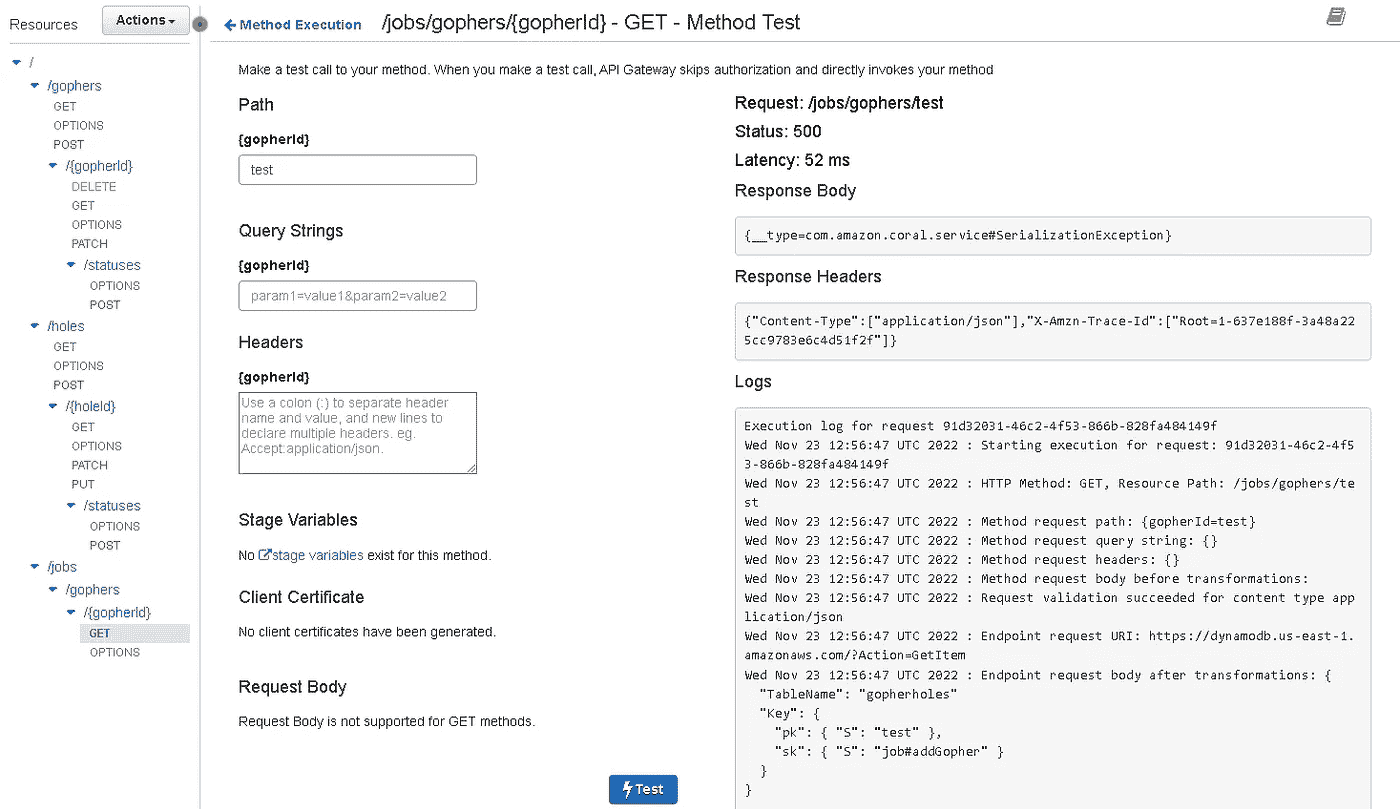 Resources
Actions
/
/gophers
GET
OPTIONS
POST
/{gopherId}
DELETE
GET
OPTIONS
PATCH
/statuses
OPTIONS
POST
/holes
GET
OPTIONS
POST
/{holeId}
GET
OPTIONS
PATCH
PUT
/statuses
OPTIONS
POST
/jobs
/gophers
/{gopherId}
GET
OPTIONS
Method Execution /jobs/gophers/{gopherId} - GET - Method Test
Make a test call to your method. When you make a test call, API Gateway skips authorization and directly invokes your method
Path
{gopherId}
test
Query Strings
{gopherId}
param1=value1&param2=value2
Headers
{gopherId}
Use a colon (:) to separate header
name and value, and new lines to
declare multiple headers. eg.
Accept:application/json.
Stage Variables
No stage variables exist for this method.
Client Certificate
No client certificates have been generated.
Request Body
Request Body is not supported for GET methods.
Test
Request: /jobs/gophers/test
Status: 500
Latency: 52 ms
Response Body
{__type=com.amazon.coral.service#SerializationException}
Response Headers
{"Content-Type":["application/json"],"X-Amzn-Trace-Id":["Root=1-637e188f-3a48a22
5cc9783e6c4d51f2f"]}
Logs
Execution log for request 91d32031-46c2-4f53-866b-828fa484149f
Wed Nov 23 12:56:47 UTC 2022 : Starting execution for request: 91d32031-46c2-4f5
3-866b-828fa484149f
Wed Nov 23 12:56:47 UTC 2022 : HTTP Method: GET, Resource Path: /jobs/gophers/te
st
Wed Nov 23 12:56:47 UTC 2022 : Method request path: {gopherId=test}
Wed Nov 23 12:56:47 UTC 2022 : Method request query string: {}
Wed Nov 23 12:56:47 UTC 2022 : Method request headers: {}
Wed Nov 23 12:56:47 UTC 2022 : Method request body before transformations:
Wed Nov 23 12:56:47 UTC 2022 : Request validation succeeded for content type app
lication/json
Wed Nov 23 12:56:47 UTC 2022 : Endpoint request URI: https://dynamodb.us-east-1.
amazonaws.com/?Action=GetItem
Wed Nov 23 12:56:47 UTC 2022 : Endpoint request body after transformations: {
"TableName": "gopherholes"
"Key": {
"pk": { "S": "test" },
"sk": { "S": "job#addGopher" }
}
}